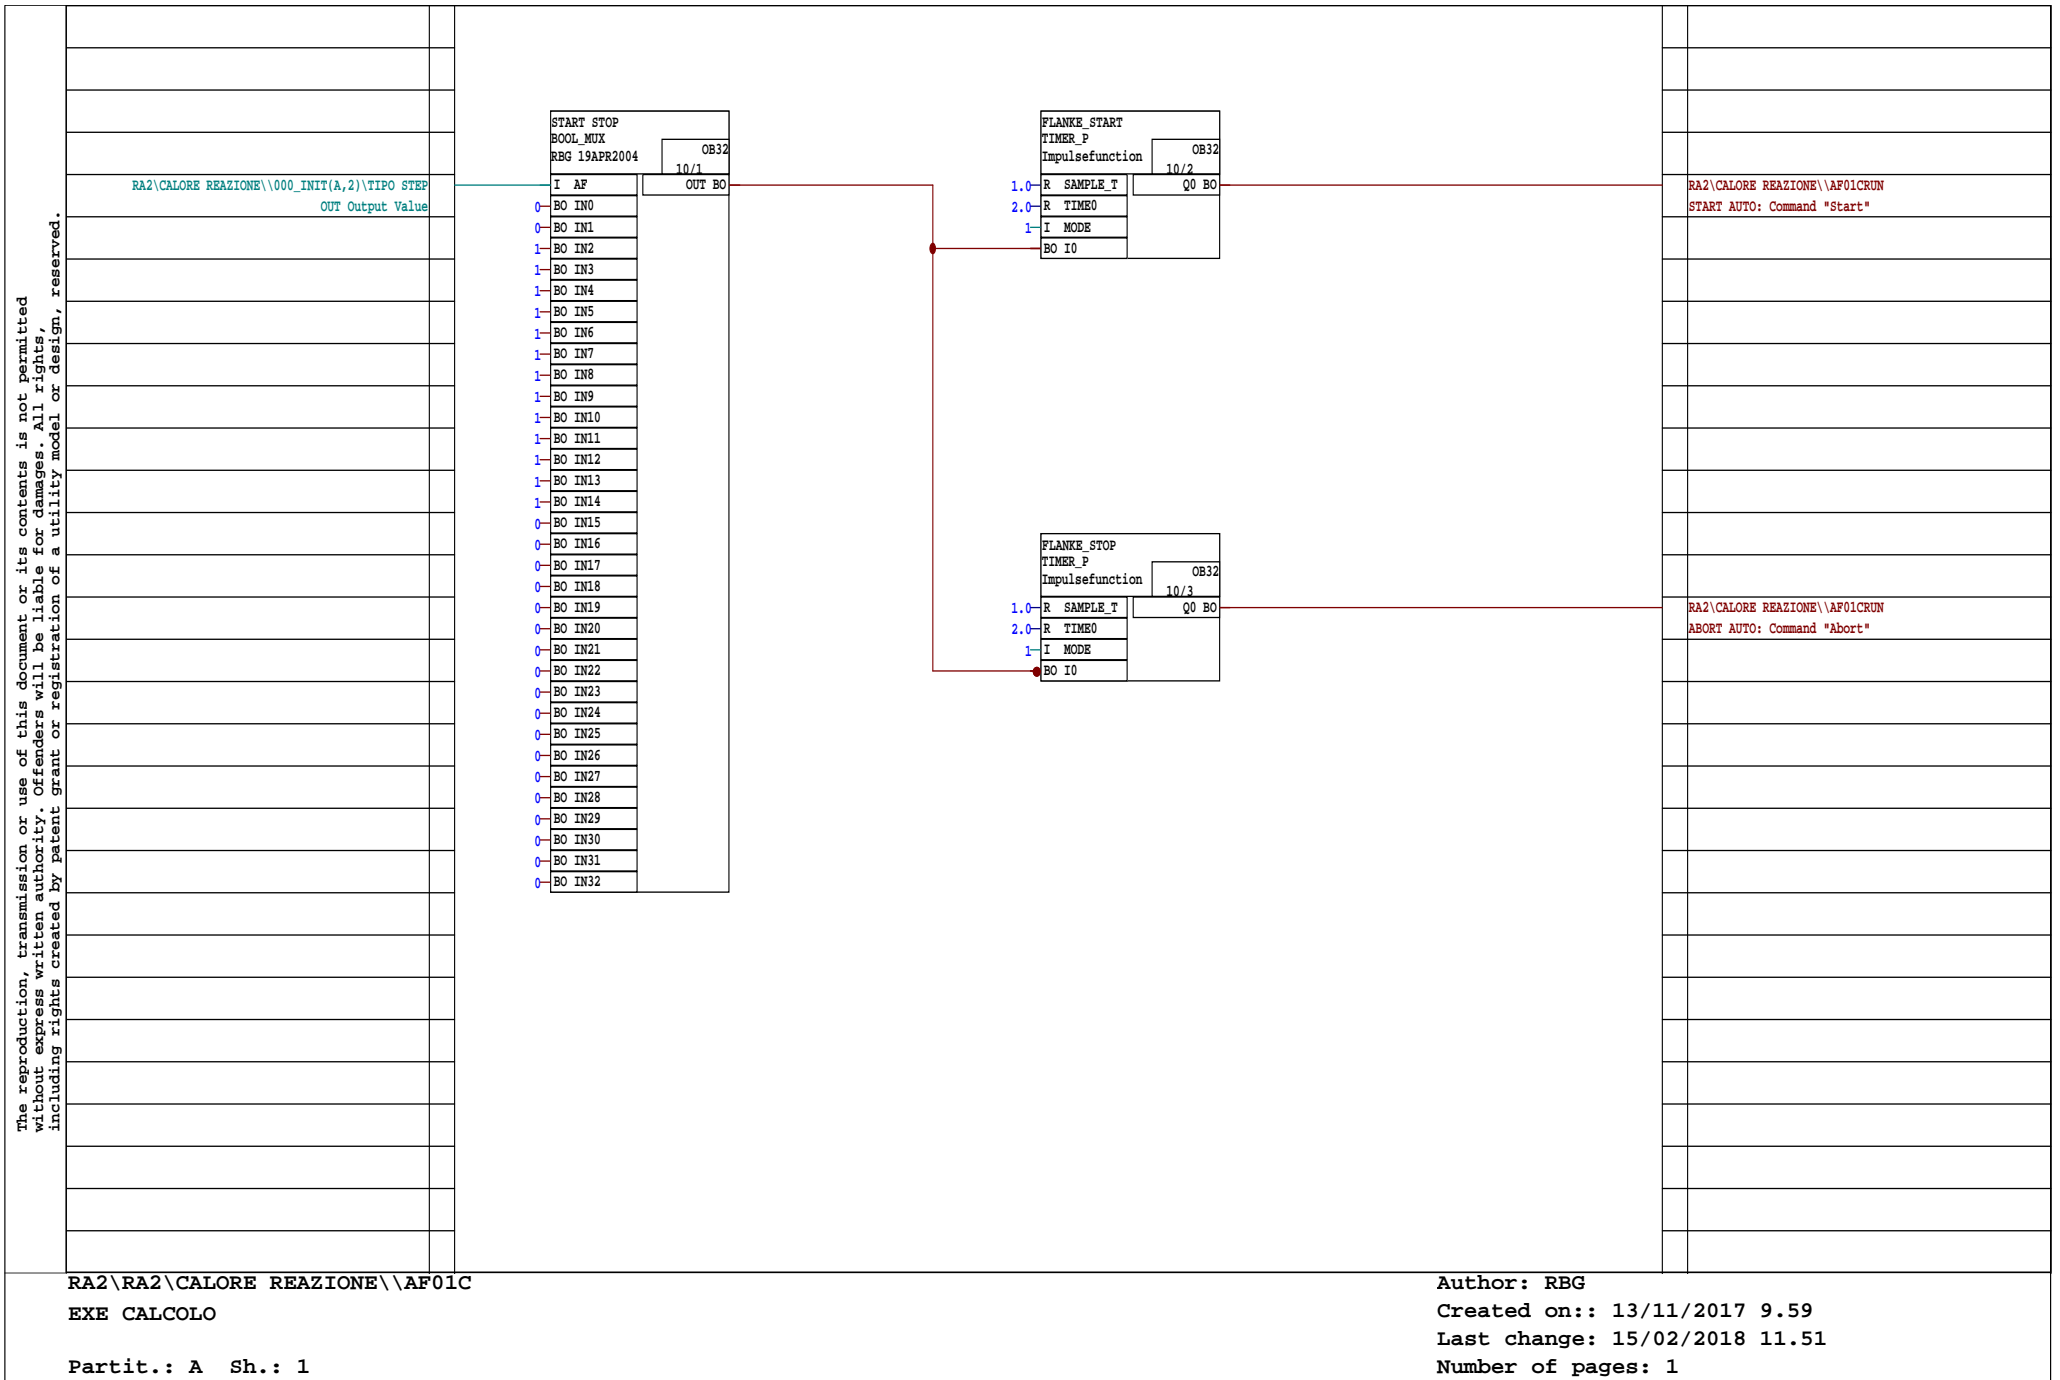 The reproduction, transmission or use of this document or its contents is not permitted
without express written authority. Offenders will be liable for damages. All rights,
including rights created by patent grant or registration of a utility model or design, reserved.
RA2\CALORE REAZIONE\\000_INIT(A,2)\TIPO STEP
OUT Output Value
START STOP
BOOL_MUX
RBG 19APR2004
OB32
10/1
I AF
OUT BO
0 BO IN0
0 BO IN1
1 BO IN2
1 BO IN3
1 BO IN4
1 BO IN5
1 BO IN6
1 BO IN7
1 BO IN8
1 BO IN9
1 BO IN10
1 BO IN11
1 BO IN12
1 BO IN13
1 BO IN14
0 BO IN15
0 BO IN16
0 BO IN17
0 BO IN18
0 BO IN19
0 BO IN20
0 BO IN21
0 BO IN22
0 BO IN23
0 BO IN24
0 BO IN25
0 BO IN26
0 BO IN27
0 BO IN28
0 BO IN29
0 BO IN30
0 BO IN31
0 BO IN32
FLANKE_START
TIMER_P
Impulsefunction
OB32
10/2
1.0 R SAMPLE_T
Q0 BO
2.0 R TIME0
1 I MODE
BO I0
RA2\CALORE REAZIONE\\AF01CRUN
START AUTO: Command "Start"
FLANKE_STOP
TIMER_P
Impulsefunction
OB32
10/3
1.0 R SAMPLE_T
Q0 BO
2.0 R TIME0
1 I MODE
BO I0
RA2\CALORE REAZIONE\\AF01CRUN
ABORT AUTO: Command "Abort"
RA2\RA2\CALORE REAZIONE\\AF01C
EXE CALCOLO
Partit.: A Sh.: 1
Author: RBG
Created on:: 13/11/2017 9.59
Last change: 15/02/2018 11.51
Number of pages: 1